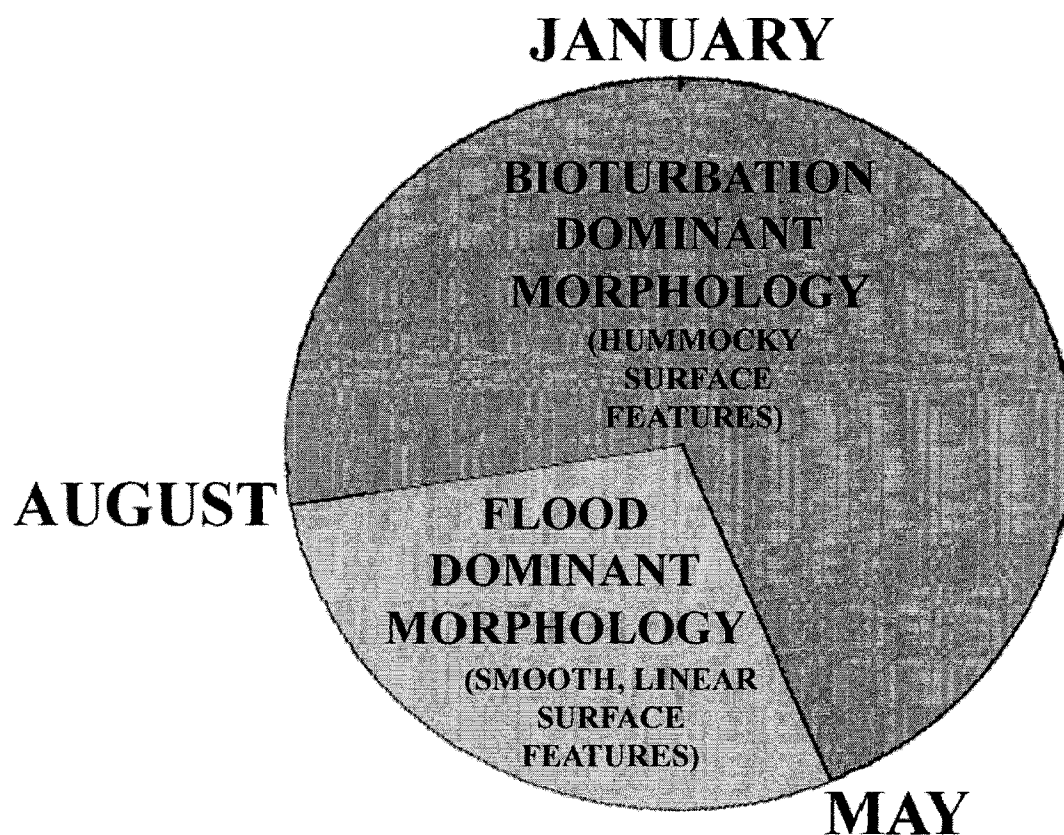 JANUARY
BIOTURBATION
DOMINANT
MORPHOLOGY
(HUMMOCKY
SURFACE
FEATURES)
AUGUST
FLOOD
DOMINANT
MORPHOLOGY
(SMOOTH, LINEAR
SURFACE
FEATURES)
MAY